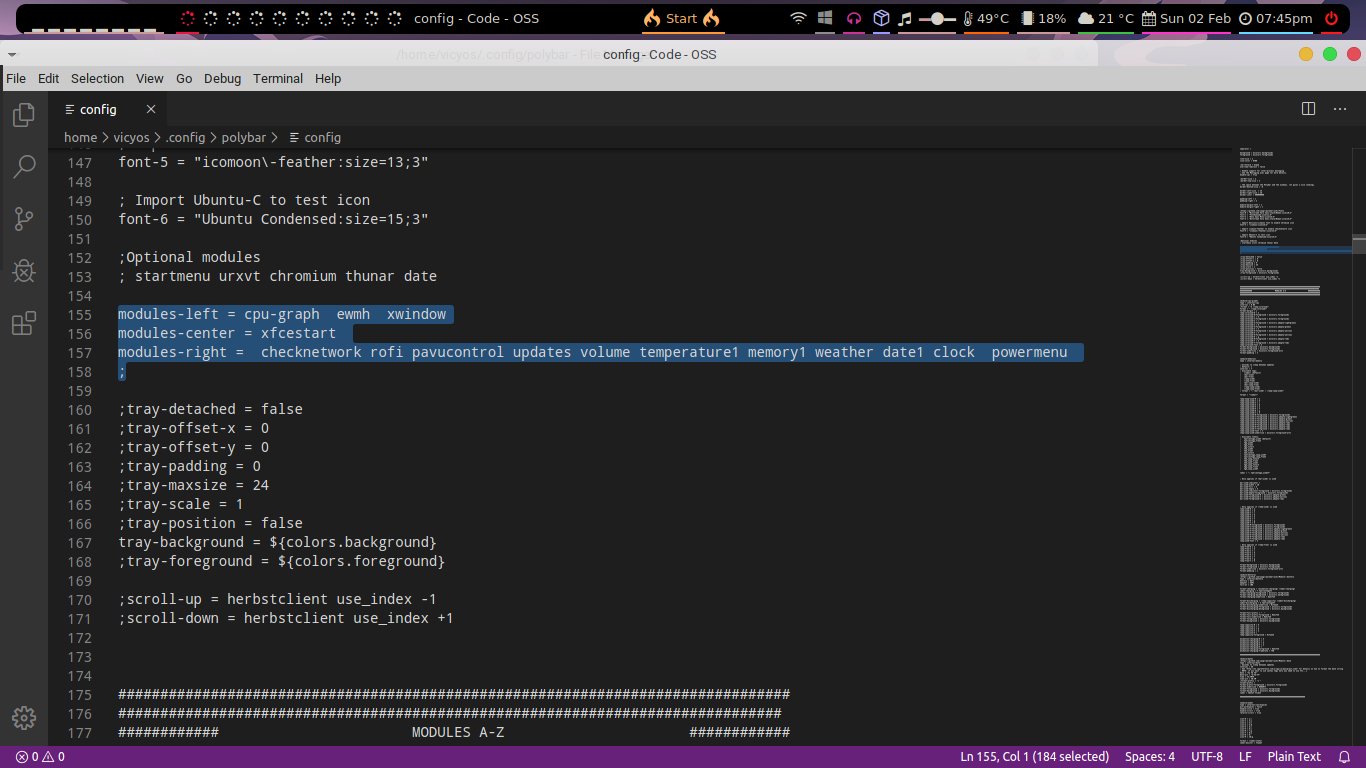 config - Code - OSS Start 49°C 18% 21 °C Sun 02 Feb 07:45pm
/home/vicyos/.config/polybar - File config - Code - OSS
File Edit Selection View Go Debug Terminal Help
config
home > vicyos > .config > polybar > config
147 font-5 = "icomoon\-feather:size=13;3"
148
149 ; Import Ubuntu-C to test icon
150 font-6 = "Ubuntu Condensed:size=15;3"
151
152 ;Optional modules
153 ; startmenu urxvt chromium thunar date
154
155 modules-left = cpu-graph  ewmh  xwindow
156 modules-center = xfcestart
157 modules-right =  checknetwork rofi pavucontrol updates volume temperature1 memory1 weather date1 clock  powermenu
158 ;
159
160 ;tray-detached = false
161 ;tray-offset-x = 0
162 ;tray-offset-y = 0
163 ;tray-padding = 0
164 ;tray-maxsize = 24
165 ;tray-scale = 1
166 ;tray-position = false
167 tray-background = ${colors.background}
168 ;tray-foreground = ${colors.foreground}
169
170 ;scroll-up = herbstclient use_index -1
171 ;scroll-down = herbstclient use_index +1
172
173
174
175 ################################################################################
176 ###############################################################################
177 ############                       MODULES A-Z                      ############
0 0 Ln 155, Col 1 (184 selected) Spaces: 4 UTF-8 LF Plain Text